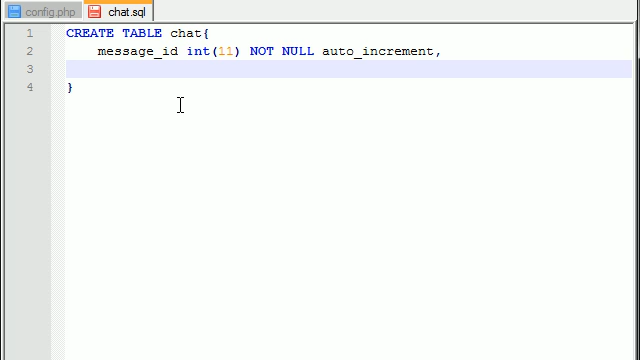 config.php chat.sql
1 CREATE TABLE chat{
2 message_id int(11) NOT NULL auto_increment,
3
4 }